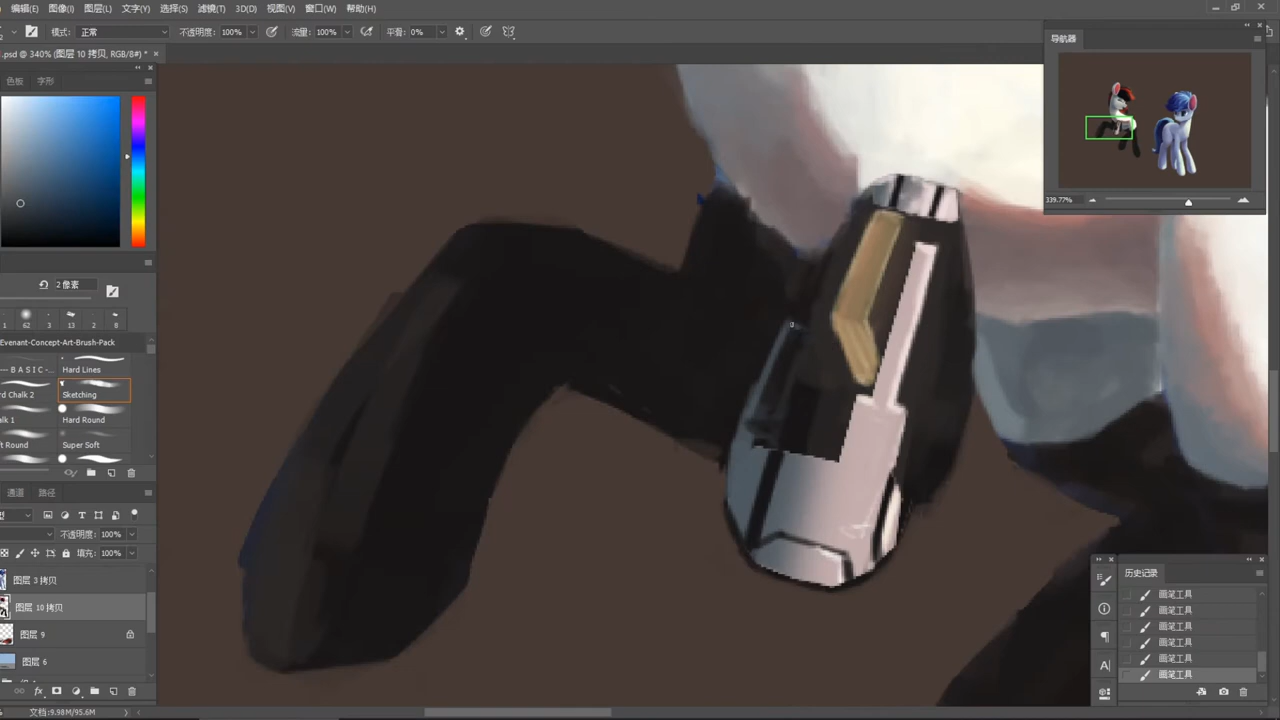 编辑(E) 图像(I) 图层(L) 文字(Y) 选择(S) 滤镜(T) 3D(D) 视图(V) 窗口(W) 帮助(H)
模式: 正常 不透明度: 100% 流量: 100% 平滑: 0%
.psd @ 340% (图层 10 拷贝, RGB/8#) *
导航器
色板 字形
339.77%
2 像素
1 62 3 13 2 8
Evenant-Concept-Art-Brush-Pack
--- B A S I C -... Hard Lines
rd Chalk 2 Sketching
alk 1 Hard Round
ft Round Super Soft
通道 路径
不透明度: 100%
填充: 100%
图层 3 拷贝
图层 10 拷贝
图层 9
图层 6
文档:9.98M/95.6M
历史记录
画笔工具
画笔工具
画笔工具
画笔工具
画笔工具
画笔工具